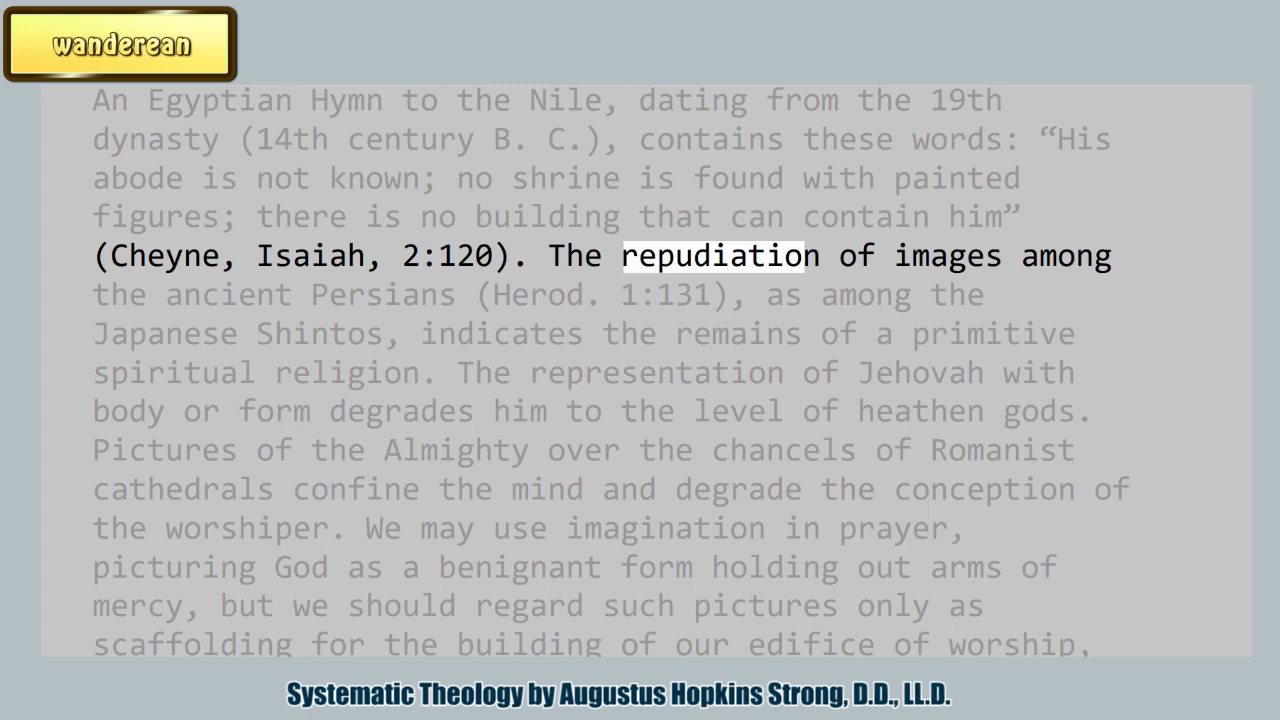 wanderean
An Egyptian Hymn to the Nile, dating from the 19th
dynasty (14th century B. C.), contains these words: “His
abode is not known; no shrine is found with painted
figures; there is no building that can contain him”
(Cheyne, Isaiah, 2:120). The repudiation of images among
the ancient Persians (Herod. 1:131), as among the
Japanese Shintos, indicates the remains of a primitive
spiritual religion. The representation of Jehovah with
body or form degrades him to the level of heathen gods.
Pictures of the Almighty over the chancels of Romanist
cathedrals confine the mind and degrade the conception of
the worshiper. We may use imagination in prayer,
picturing God as a benignant form holding out arms of
mercy, but we should regard such pictures only as
scaffolding for the building of our edifice of worship,
Systematic Theology by Augustus Hopkins Strong, D.D., LL.D.